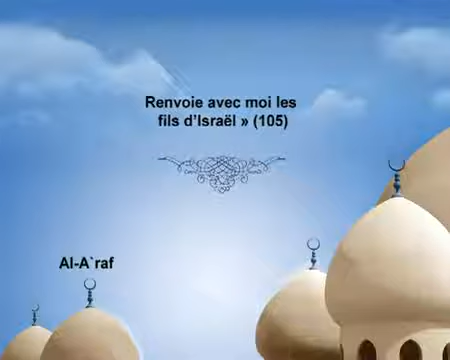 Renvoie avec moi les
fils d'Israël » (105)
Al-A`raf